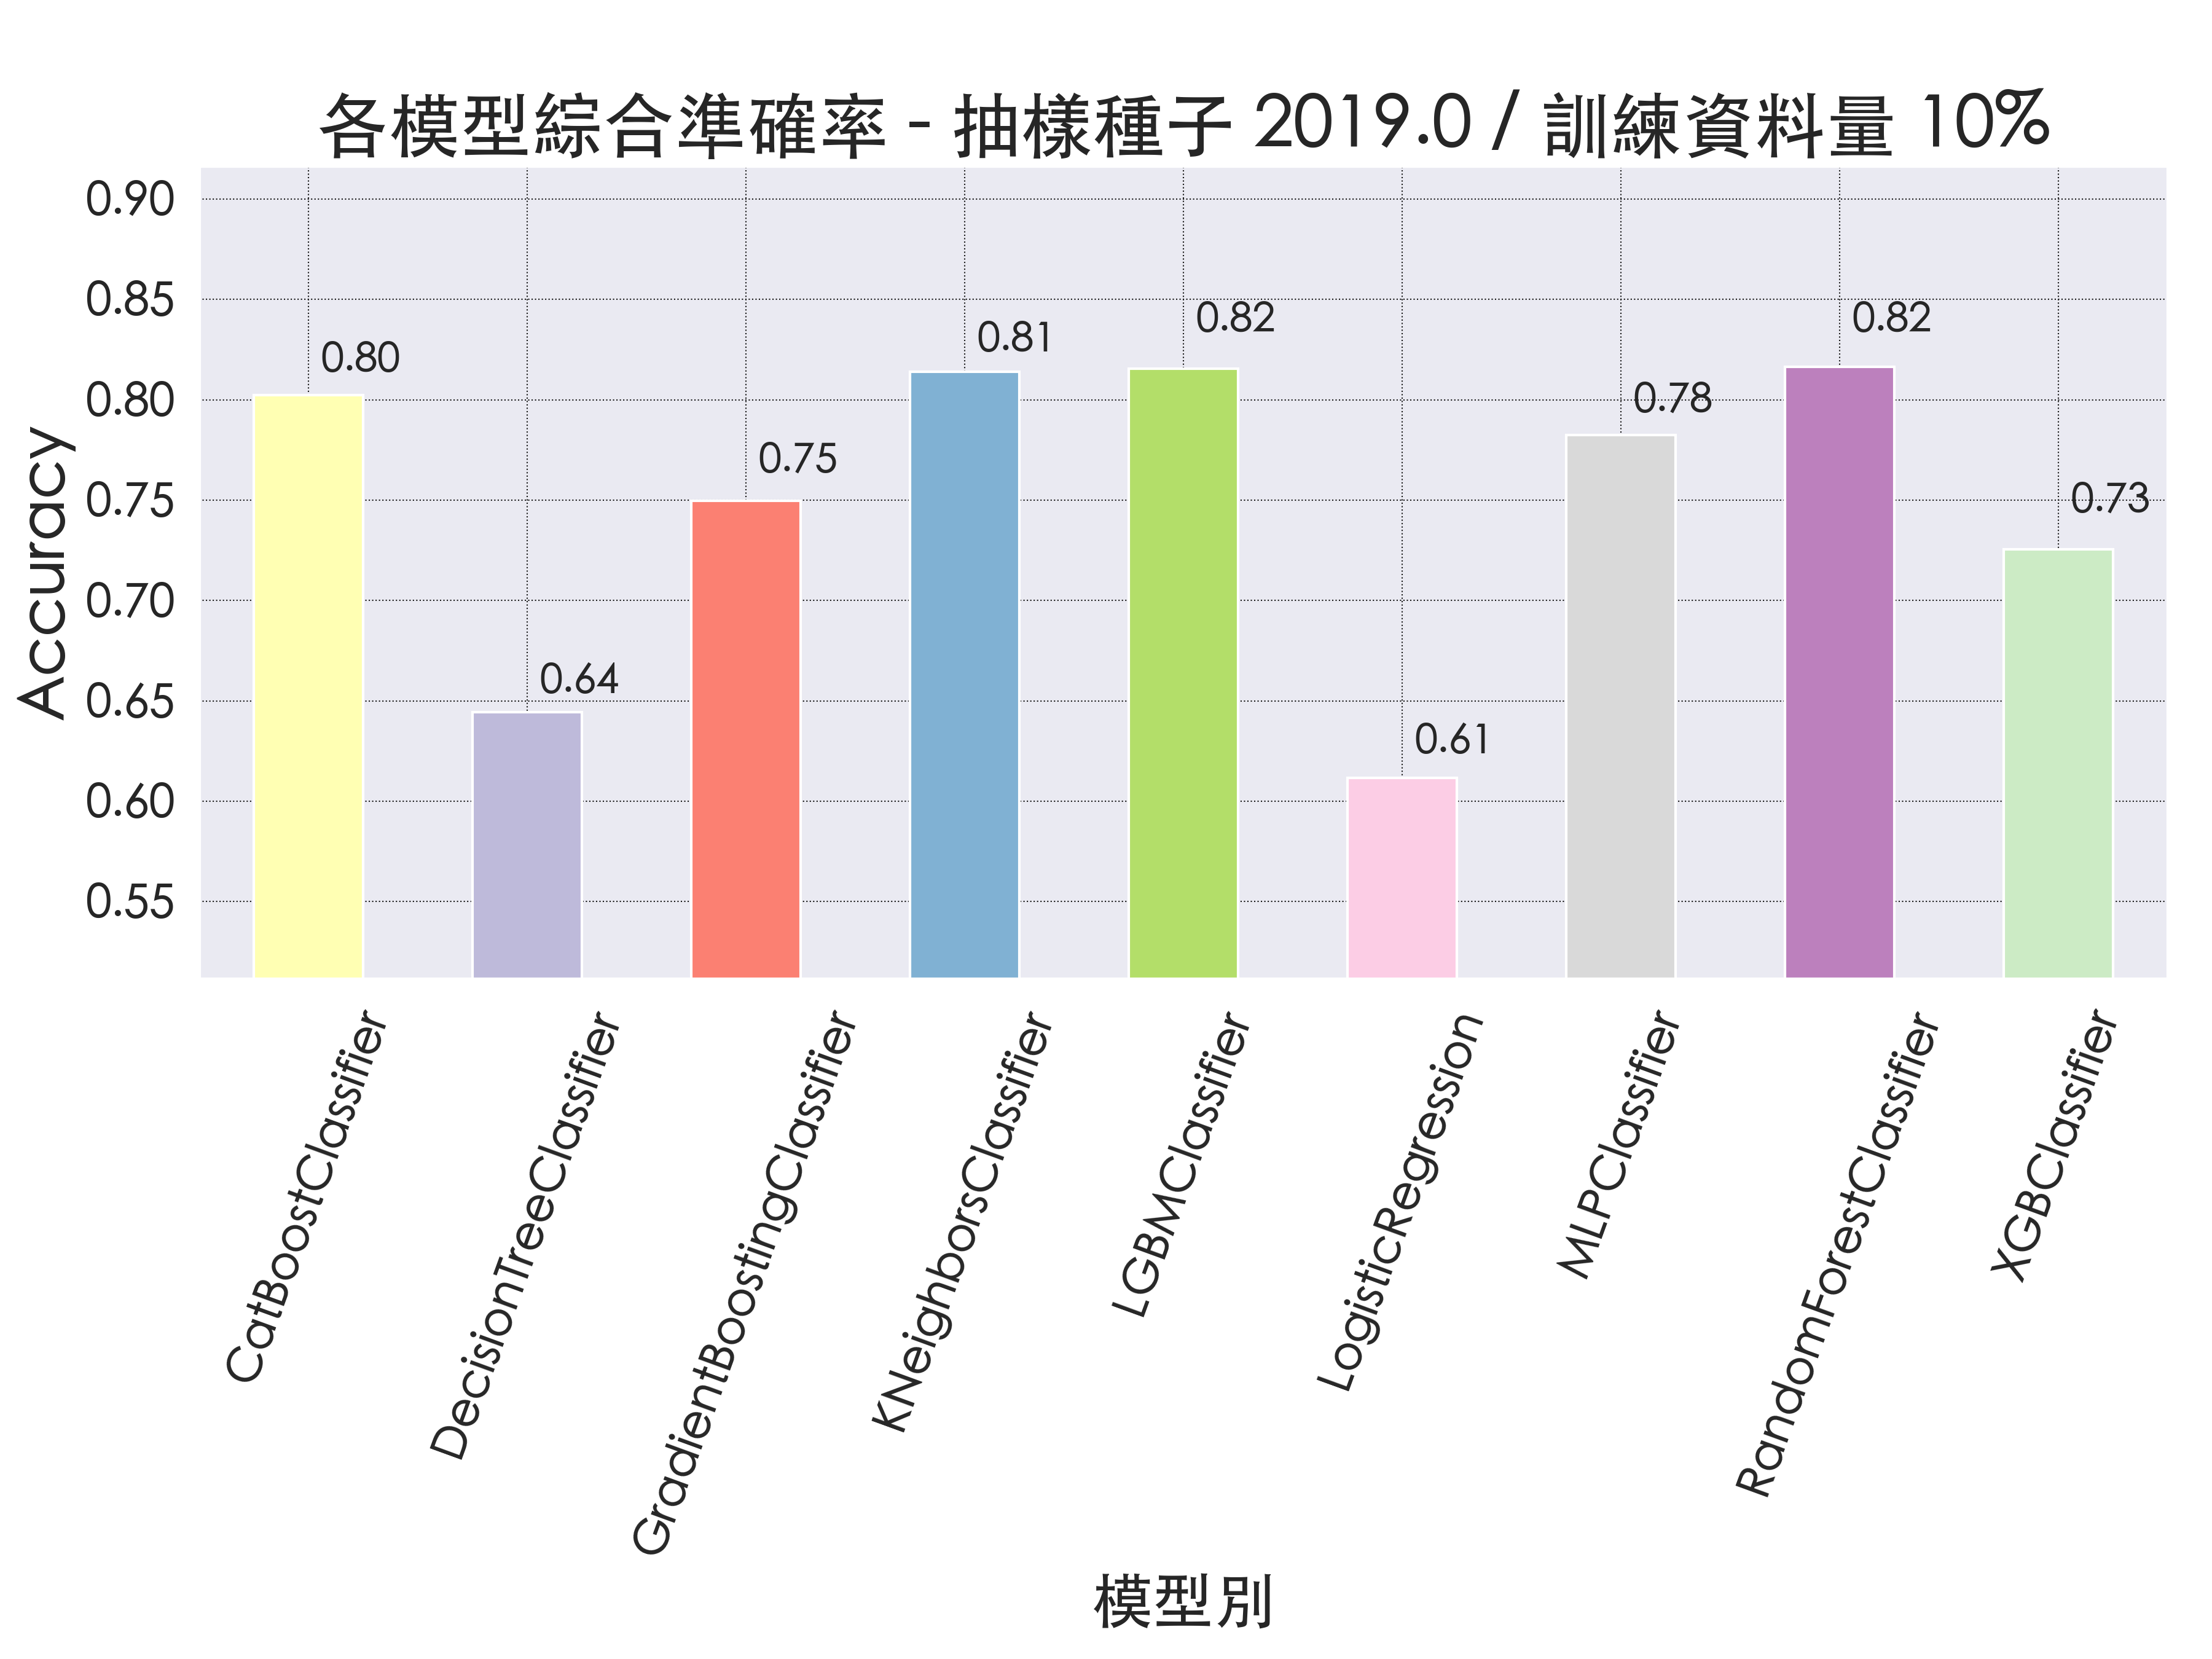 各模型綜合準確率 - 抽樣種子 2019.0 / 訓練資料量 10%
Accuracy
0.90
0.85
0.80
0.75
0.70
0.65
0.60
0.55
0.80
0.64
0.75
0.81
0.82
0.61
0.78
0.82
0.73
CatBoostClassifier
DecisionTreeClassifier
GradientBoostingClassifier
KNeighborsClassifier
LGBMClassifier
LogisticRegression
MLPClassifier
RandomForestClassifier
XGBClassifier
模型別